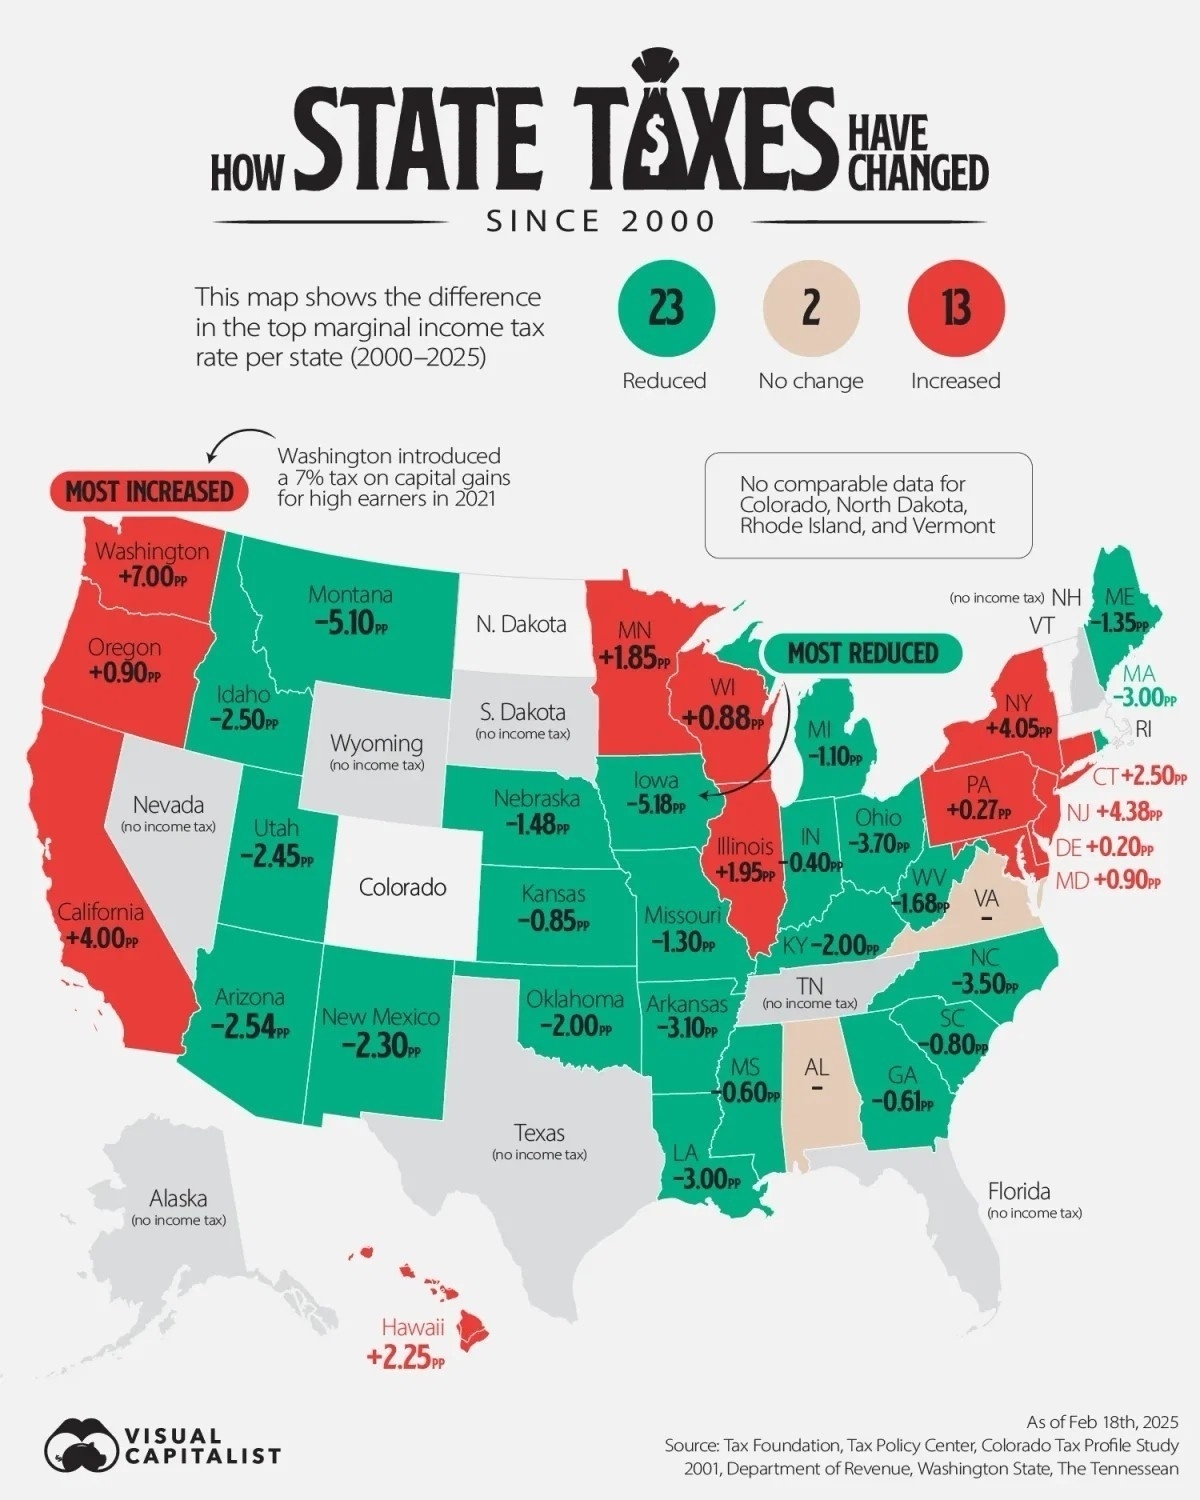 HOW STATE TAXES HAVE CHANGED
SINCE 2000
This map shows the difference
in the top marginal income tax
rate per state (2000–2025)
23
Reduced
2
No change
13
Increased
MOST INCREASED
Washington introduced
a 7% tax on capital gains
for high earners in 2021
No comparable data for
Colorado, North Dakota,
Rhode Island, and Vermont
Washington
+7.00PP
Oregon
+0.90PP
California
+4.00PP
Nevada
(no income tax)
Idaho
-2.50PP
Montana
-5.10PP
Wyoming
(no income tax)
Utah
-2.45PP
Arizona
-2.54PP
New Mexico
-2.30PP
Colorado
N. Dakota
S. Dakota
(no income tax)
Nebraska
-1.48PP
Kansas
-0.85PP
Oklahoma
-2.00PP
Texas
(no income tax)
MN
+1.85PP
Iowa
-5.18PP
MOST REDUCED
Missouri
-1.30PP
Arkansas
-3.10PP
LA
-3.00PP
WI
+0.88PP
Illinois
+1.95PP
MI
-1.10PP
IN
-0.40PP
Ohio
-3.70PP
KY -2.00PP
TN
(no income tax)
MS
-0.60PP
AL
-
GA
-0.61PP
SC
-0.80PP
NC
-3.50PP
VA
-
WV
-1.68PP
PA
+0.27PP
NY
+4.05PP
(no income tax) NH
VT
ME
-1.35PP
MA
-3.00PP
RI
CT +2.50PP
NJ +4.38PP
DE +0.20PP
MD +0.90PP
Florida
(no income tax)
Alaska
(no income tax)
Hawaii
+2.25PP
VISUAL
CAPITALIST
As of Feb 18th, 2025
Source: Tax Foundation, Tax Policy Center, Colorado Tax Profile Study
2001, Department of Revenue, Washington State, The Tennessean